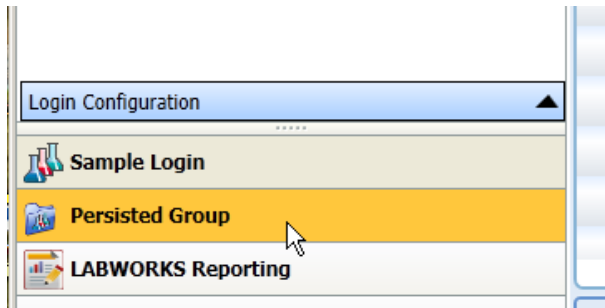 Login Configuration
Sample Login
Persisted Group
LABWORKS Reporting